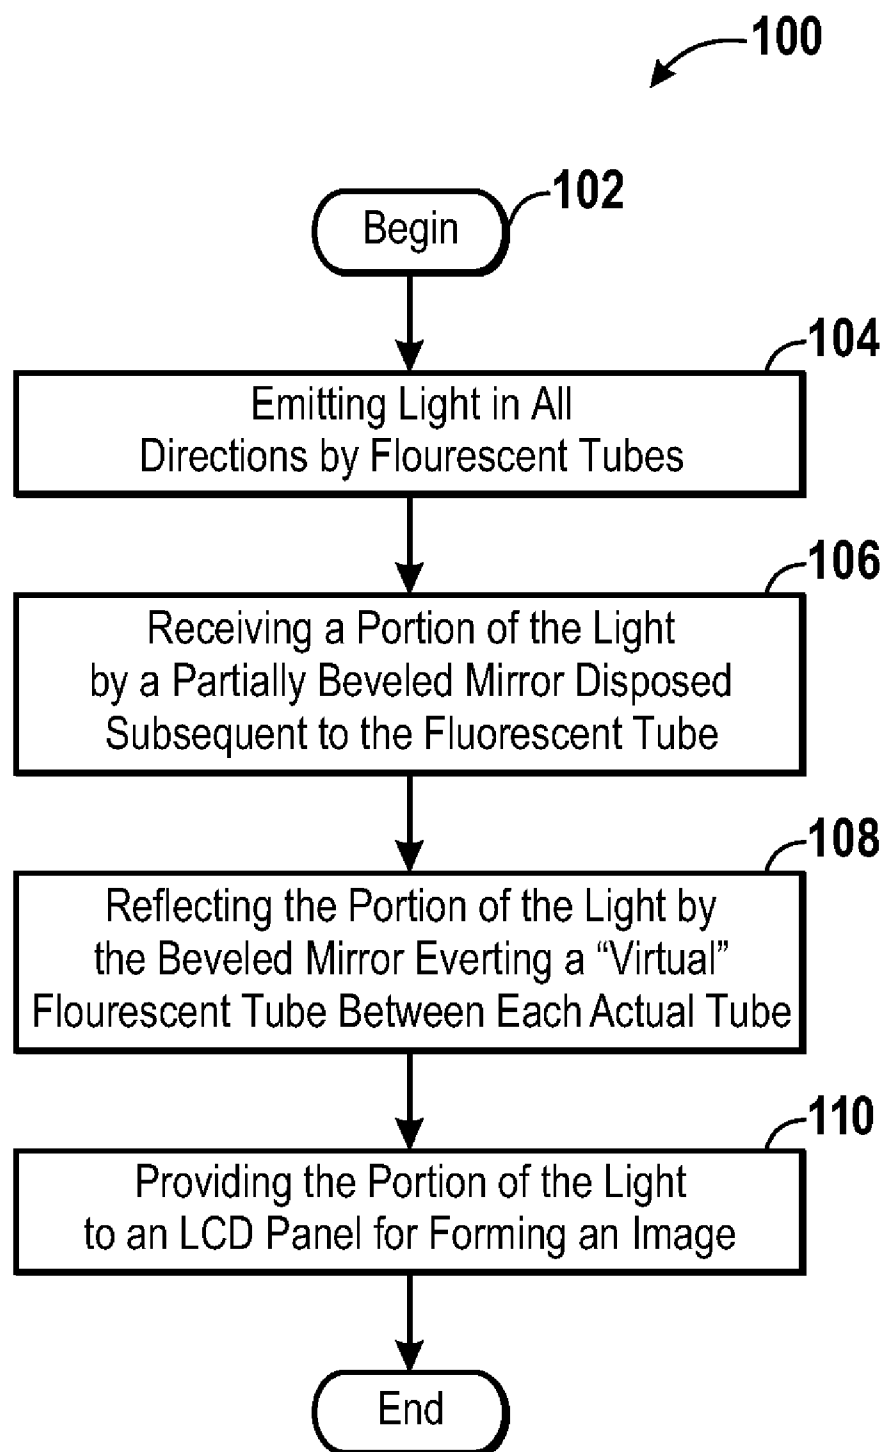 100
102
Begin
104
Emitting Light in All
Directions by Flourescent Tubes
106
Receiving a Portion of the Light
by a Partially Beveled Mirror Disposed
Subsequent to the Fluorescent Tube
108
Reflecting the Portion of the Light by
the Beveled Mirror Everting a “Virtual”
Flourescent Tube Between Each Actual Tube
110
Providing the Portion of the Light
to an LCD Panel for Forming an Image
End